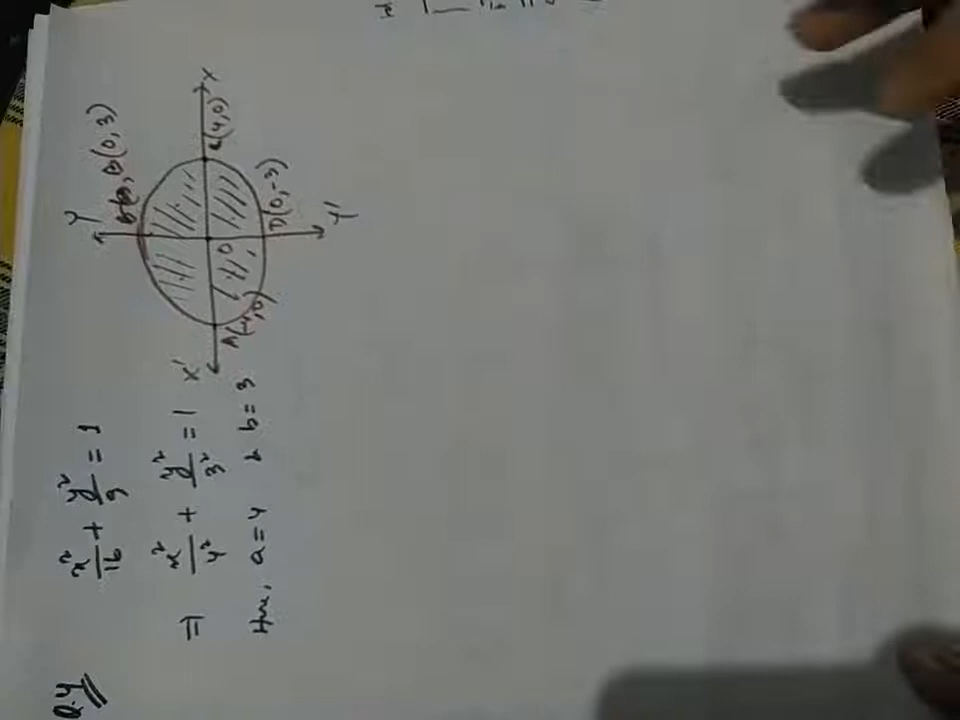 Q.4
x²/16 + y²/9 = 1
⇒ x²/4² + y²/3² = 1
Here, a=4 & b=3
Y
B(0,3)
X'
X
A(-4,0)
O
C(4,0)
D(0,-3)
Y'